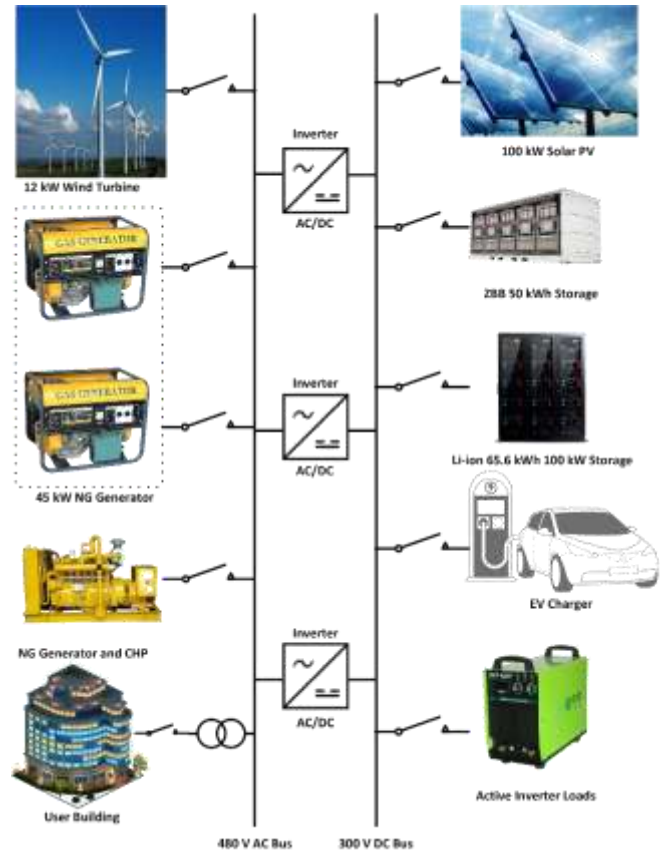 Inverter
100 kW Solar PV
12 kW Wind Turbine
AC/DC
GAS GENERATOR
ZBB 50 kWh Storage
Inverter
GAS GENERATOR
Li-ion 65.6 kWh 100 kW Storage
AC/DC
45 kW NG Generator
EV Charger
Inverter
NG Generator and CHP
AC/DC
Active Inverter Loads
User Building
480 V AC Bus
300 V DC Bus